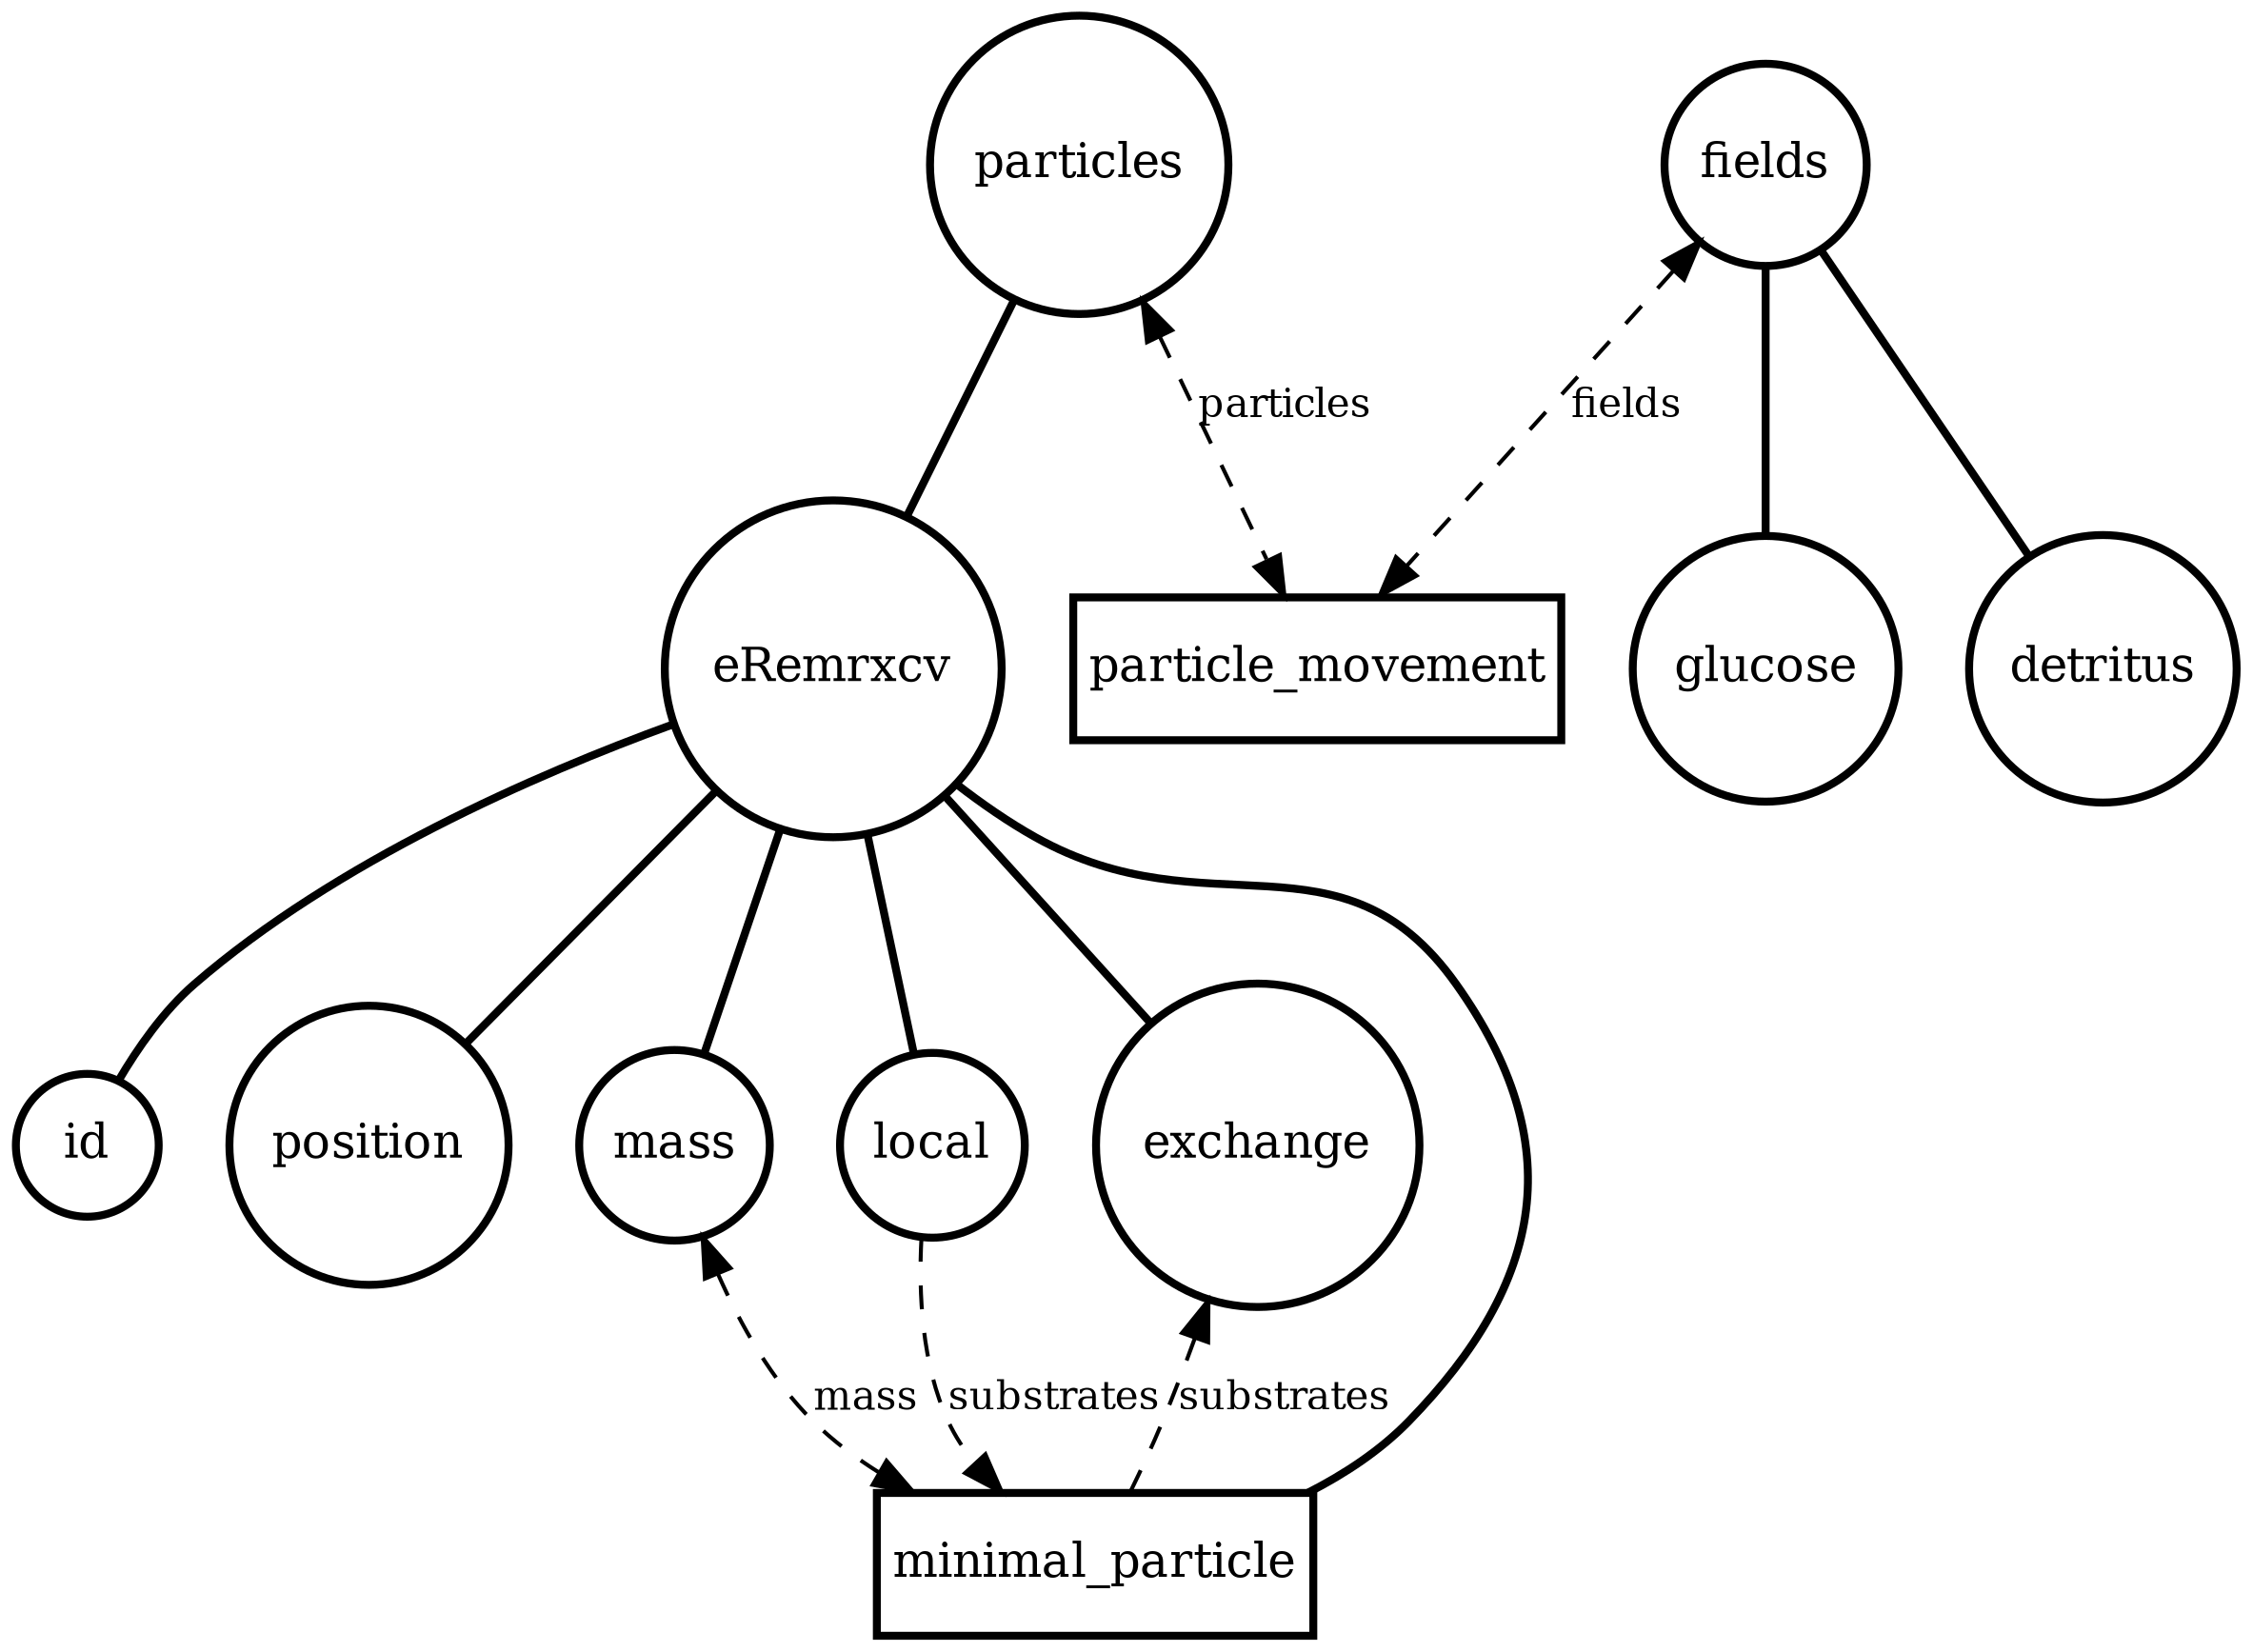 particles
fields
particles
fields
eRemrxcv
particle_movement
glucose
detritus
id
position
mass
local
exchange
mass
substrates
substrates
minimal_particle